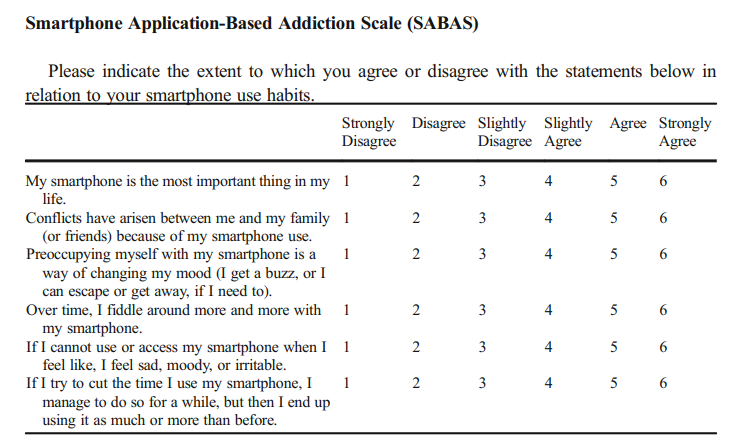 Smartphone Application-Based Addiction Scale (SABAS)
Please indicate the extent to which you agree or disagree with the statements below in
relation to your smartphone use habits.
Strongly Disagree Disagree Slightly Disagree Slightly Agree Agree Strongly Agree
My smartphone is the most important thing in my 1 2 3 4 5 6
life.
Conflicts have arisen between me and my family 1 2 3 4 5 6
(or friends) because of my smartphone use.
Preoccupying myself with my smartphone is a 1 2 3 4 5 6
way of changing my mood (I get a buzz, or I
can escape or get away, if I need to).
Over time, I fiddle around more and more with 1 2 3 4 5 6
my smartphone.
If I cannot use or access my smartphone when I 1 2 3 4 5 6
feel like, I feel sad, moody, or irritable.
If I try to cut the time I use my smartphone, I 1 2 3 4 5 6
manage to do so for a while, but then I end up
using it as much or more than before.